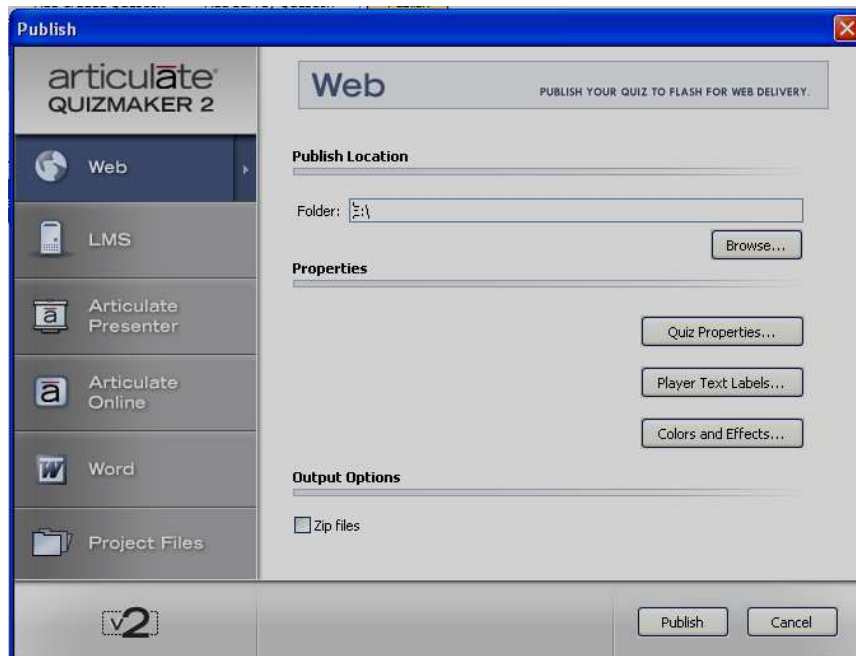 Publish
articulate
QUIZMAKER 2
Web
PUBLISH YOUR QUIZ TO FLASH FOR WEB DELIVERY.
Web
LMS
Articulate
Presenter
Articulate
Online
Word
Project Files
Publish Location
Folder: E:\
Browse...
Properties
Quiz Properties...
Player Text Labels...
Colors and Effects...
Output Options
Zip files
v2
Publish
Cancel